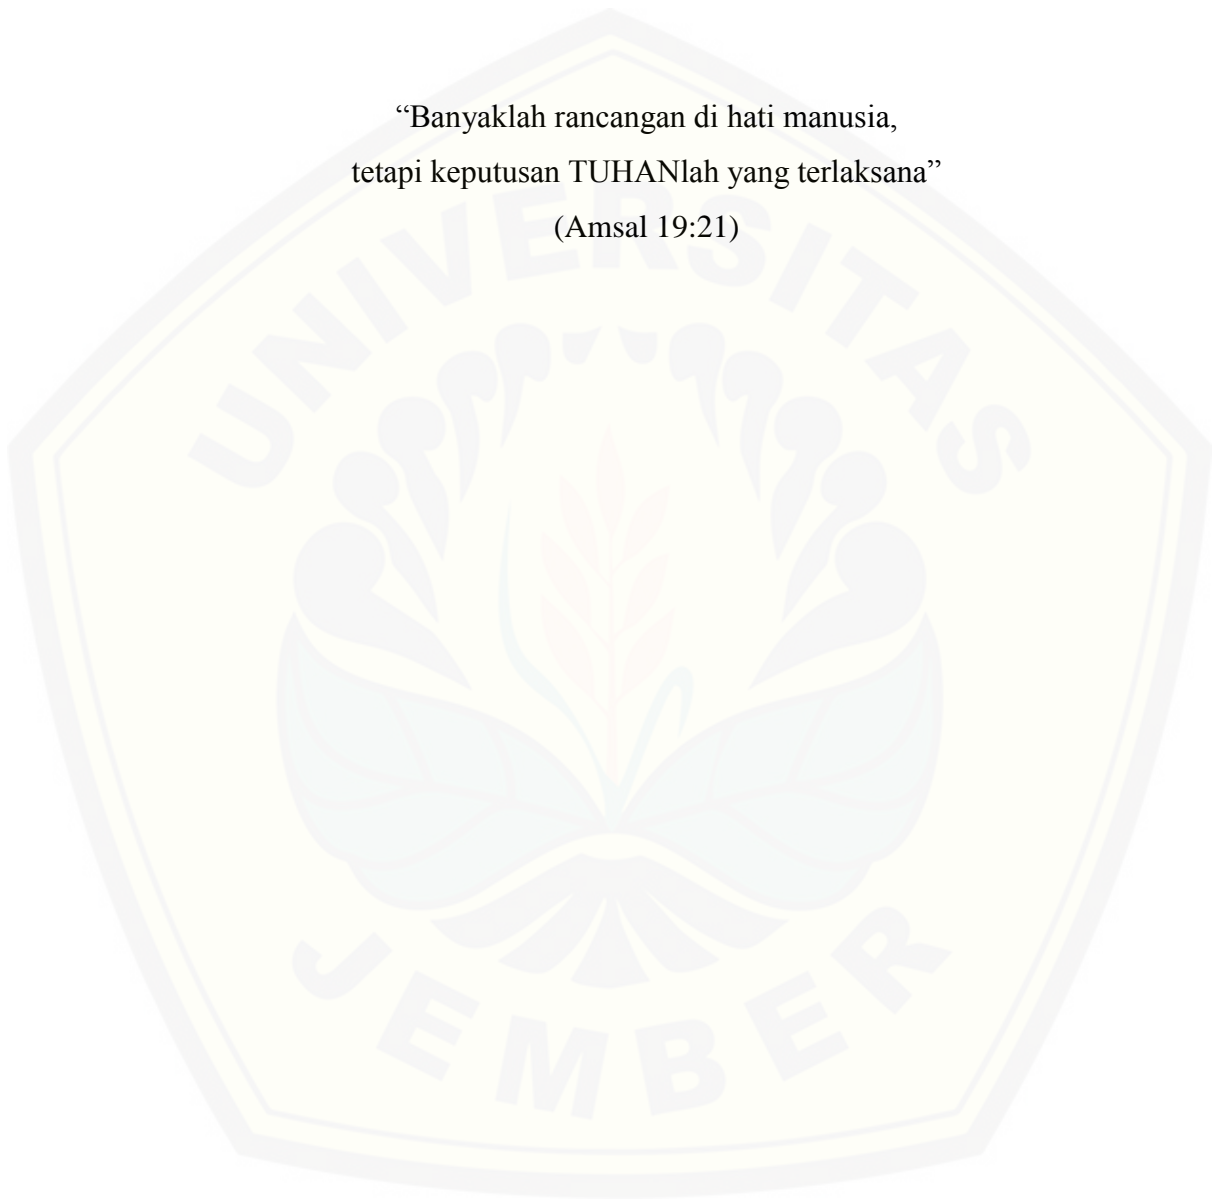 “Banyaklah rancangan di hati manusia,
tetapi keputusan TUHANlah yang terlaksana”
(Amsal 19:21)
UNIVERSITAS
JEMBER